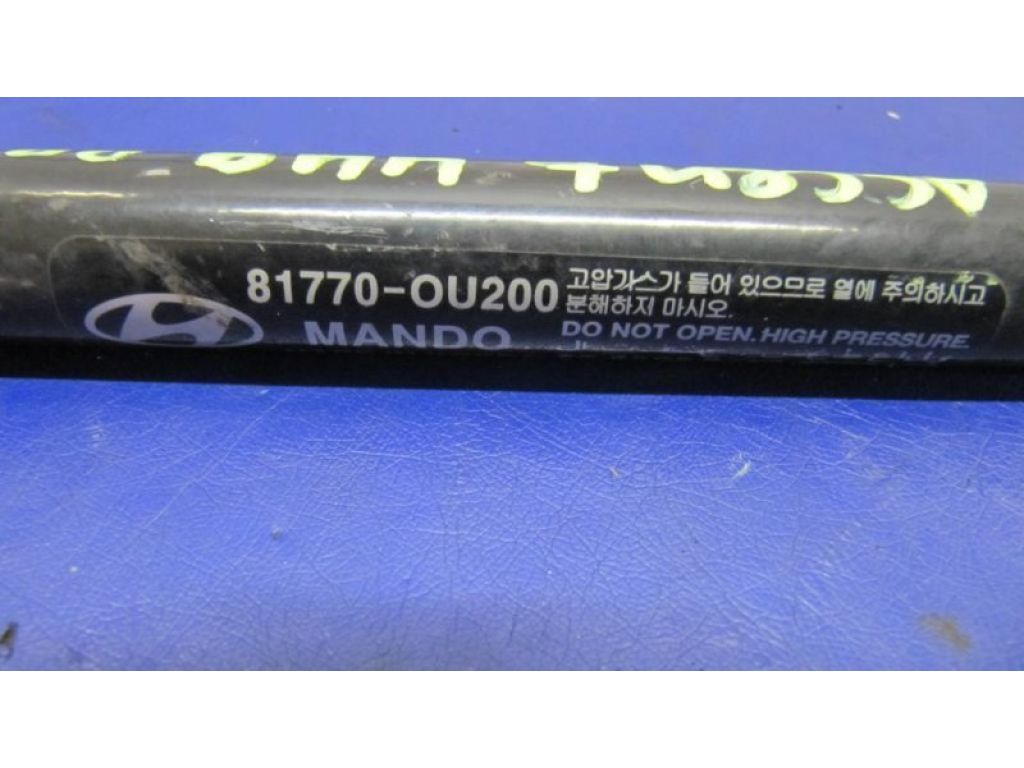 Accent
81770-OU200
MANDO
고압가스가 들어 있으므로 열에 주의하시고
분해하지 마시오.
DO NOT OPEN. HIGH PRESSURE.